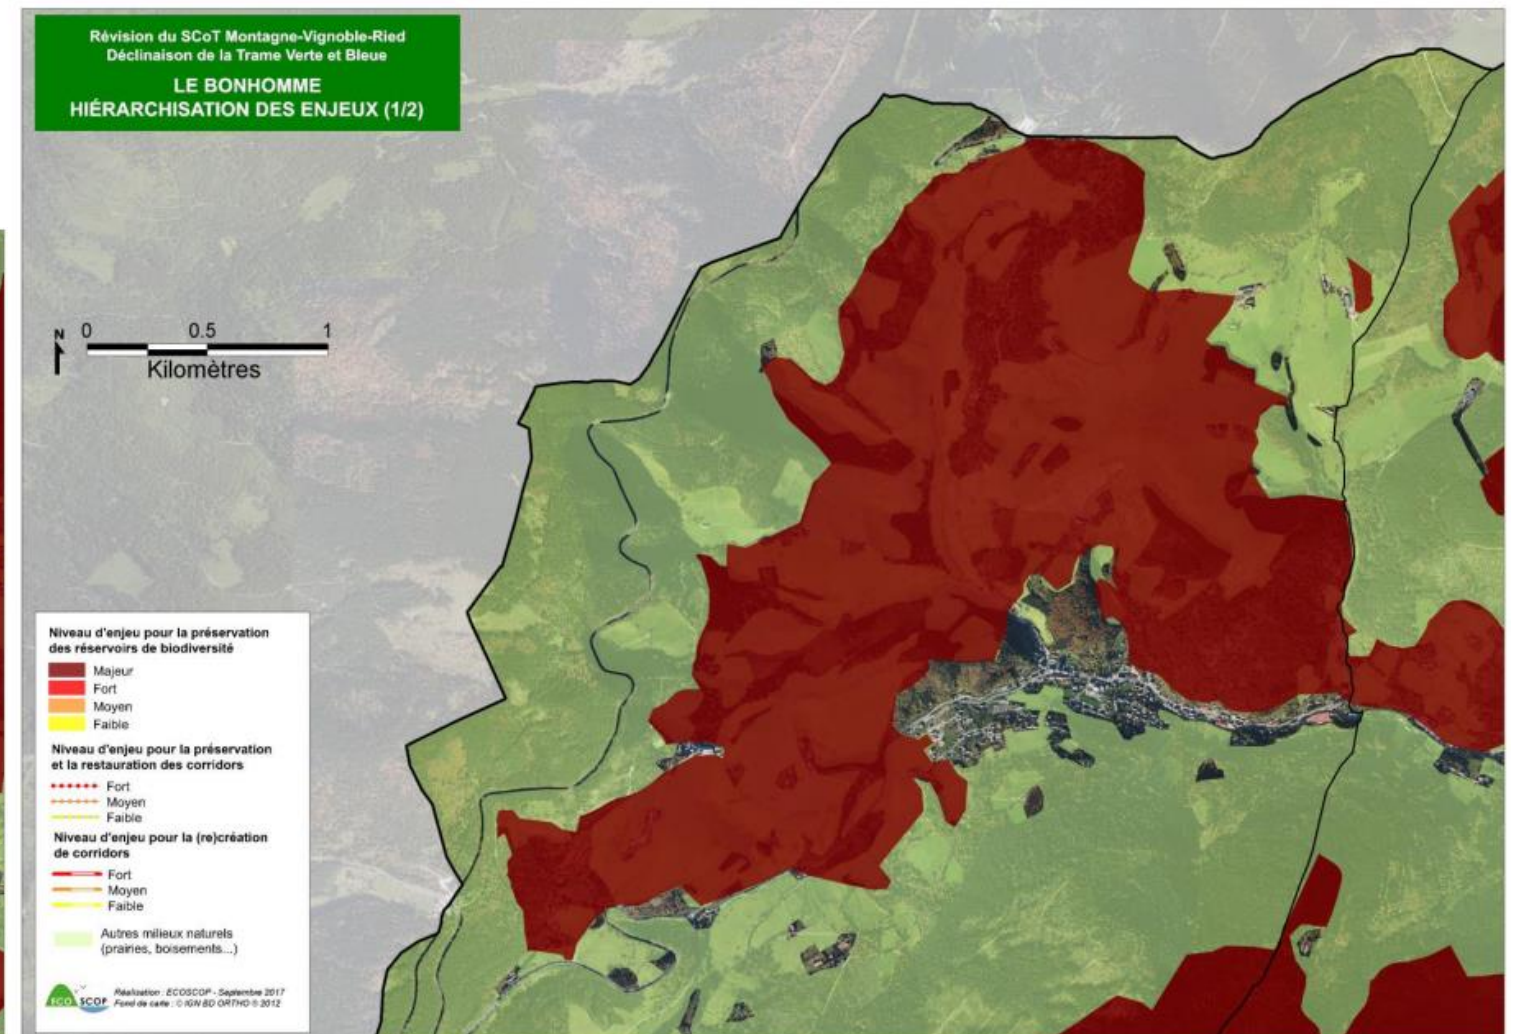 Révision du SCoT Montagne-Vignoble-Ried
Déclinaison de la Trame Verte et Bleue
LE BONHOMME
HIÉRARCHISATION DES ENJEUX (1/2)
N
0 0.5 1
Kilomètres
Niveau d'enjeu pour la préservation
des réservoirs de biodiversité
Majeur
Fort
Moyen
Faible
Niveau d'enjeu pour la préservation
et la restauration des corridors
Fort
Moyen
Faible
Niveau d'enjeu pour la (re)création
de corridors
Fort
Moyen
Faible
Autres milieux naturels
(prairies, boisements...)
ECO SCOP
Réalisation : ECOSCOP - Septembre 2017
Fond de carte : © IGN BD ORTHO ® 2012